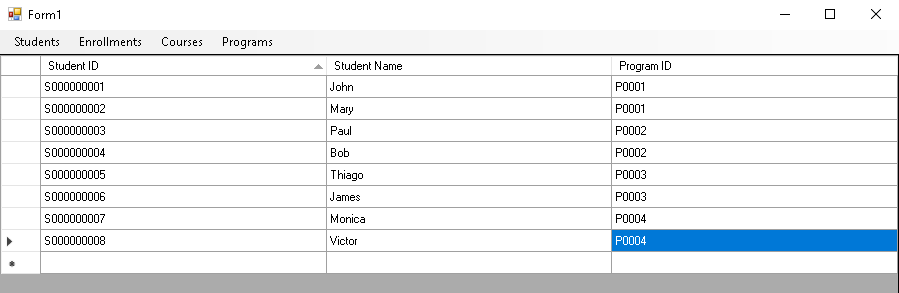 Form1
Students Enrollments Courses Programs
Student ID Student Name Program ID
S000000001 John P0001
S000000002 Mary P0001
S000000003 Paul P0002
S000000004 Bob P0002
S000000005 Thiago P0003
S000000006 James P0003
S000000007 Monica P0004
S000000008 Victor P0004